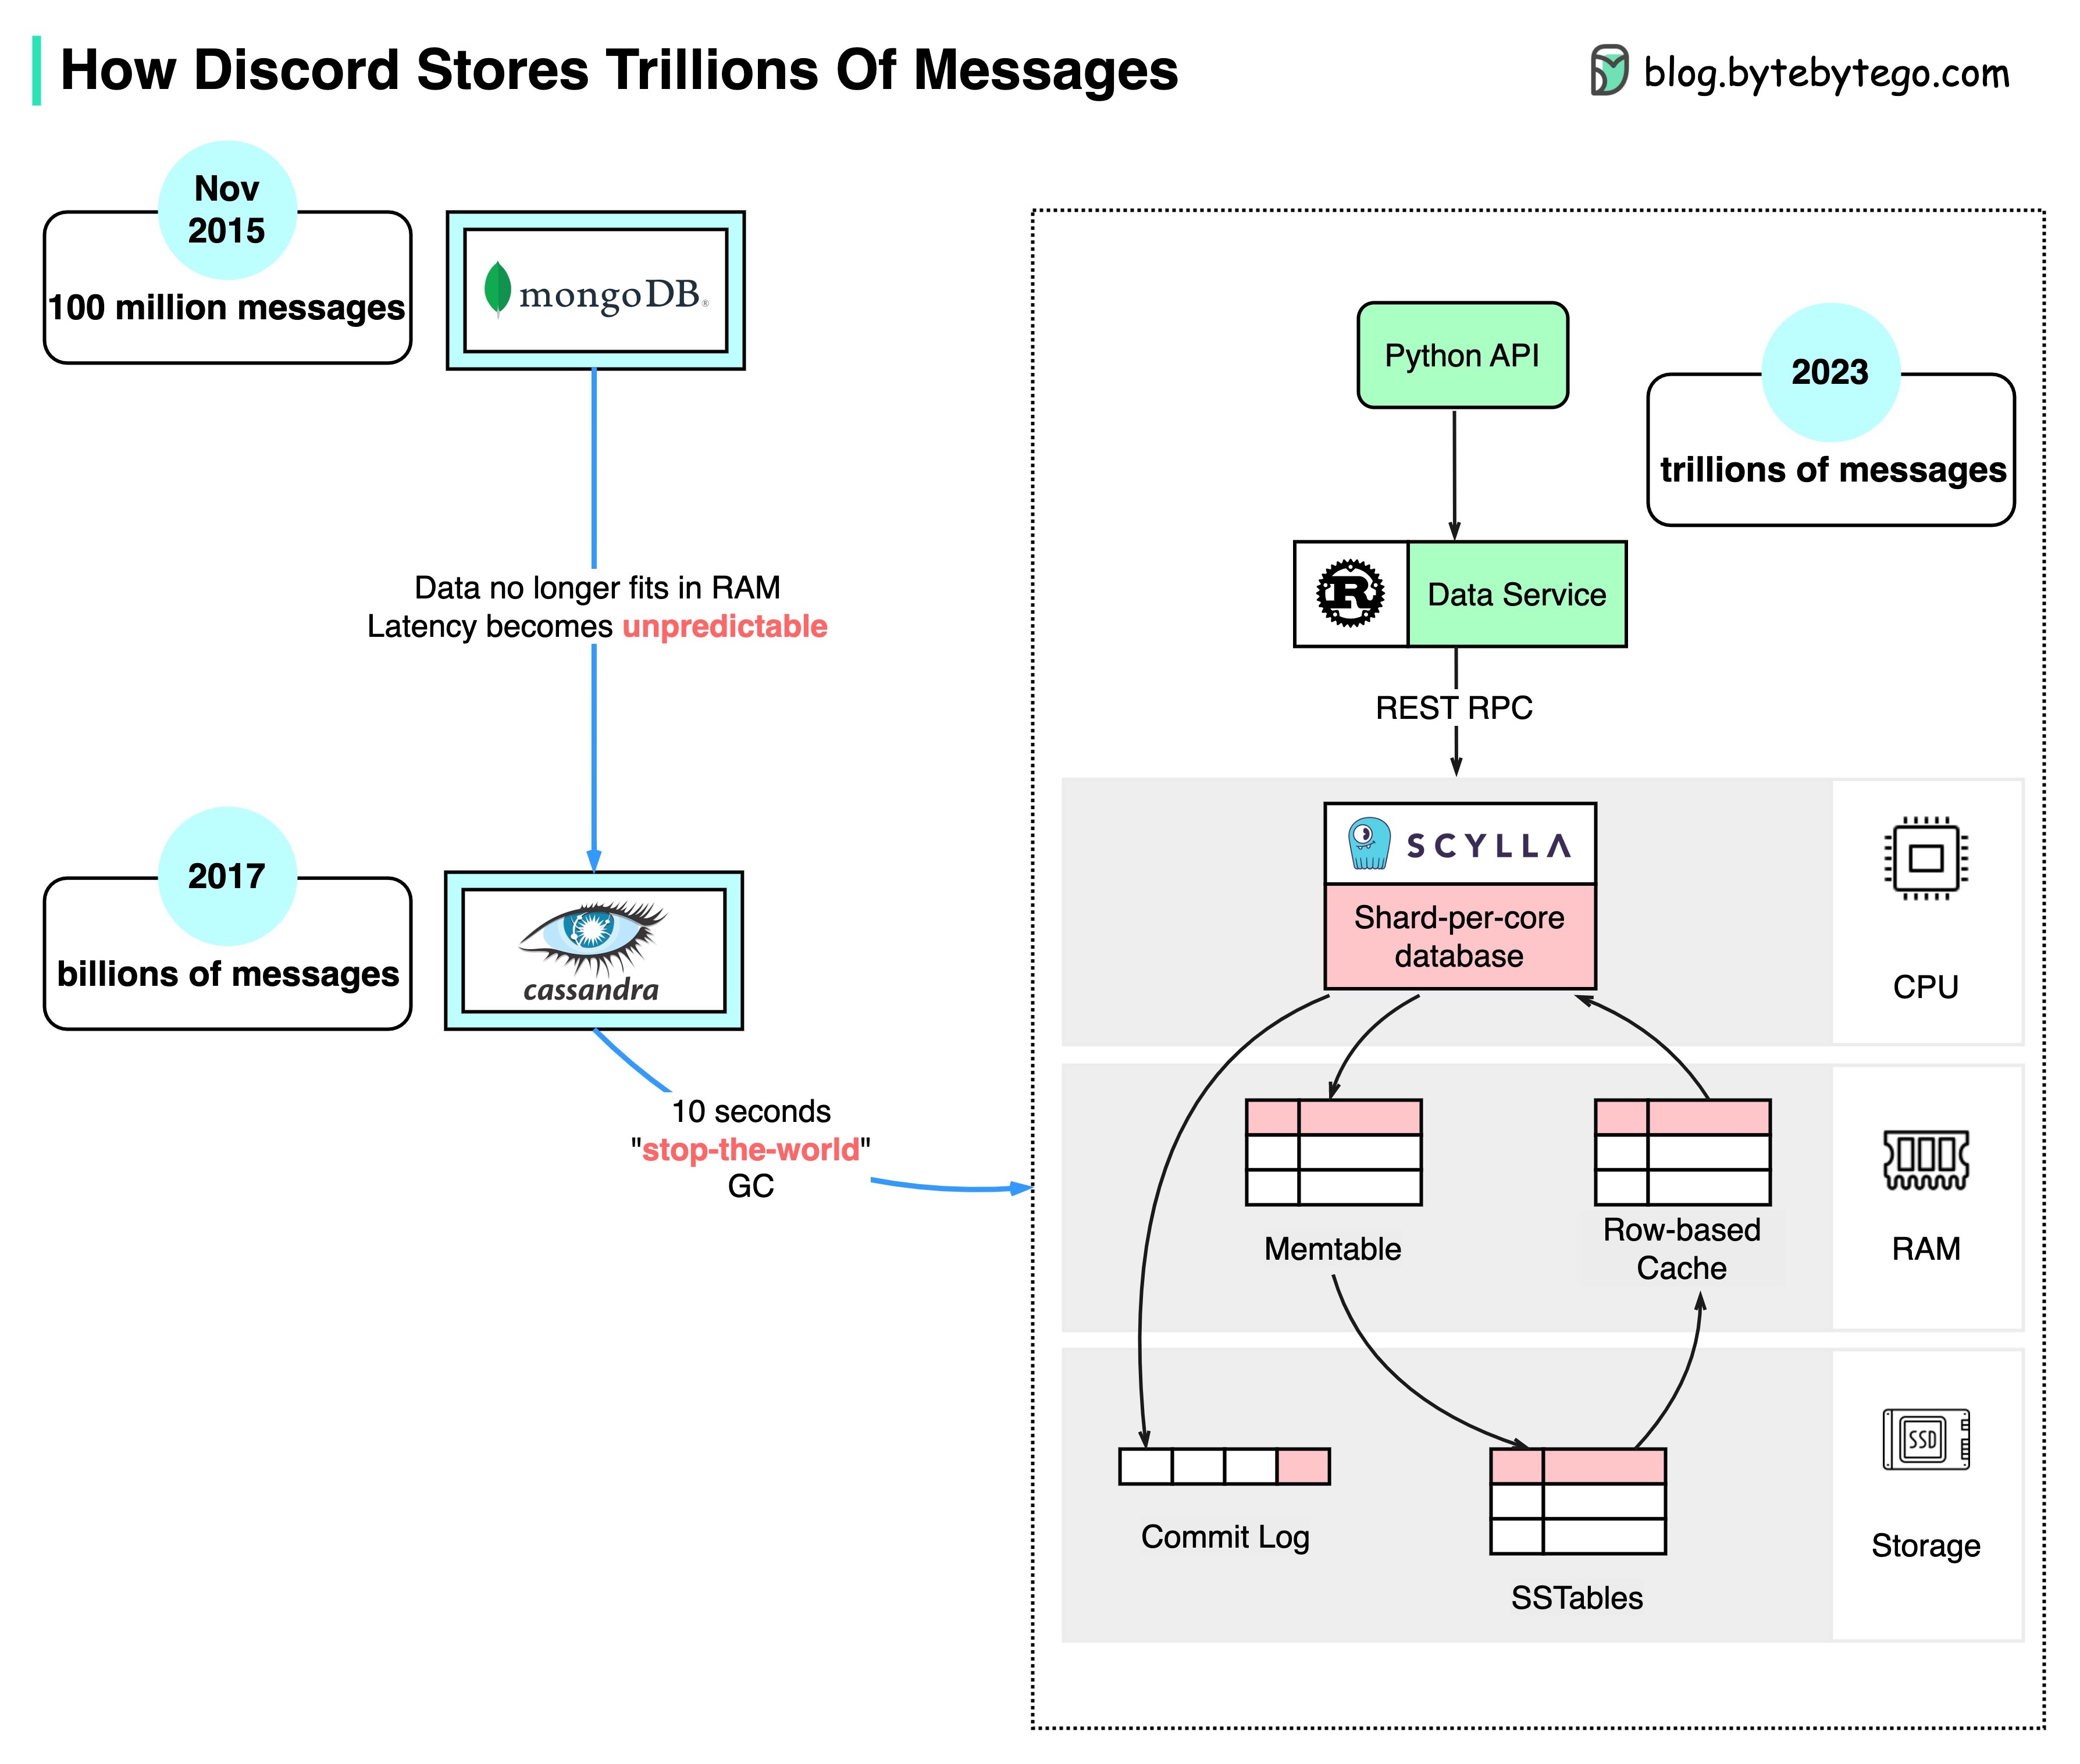 How Discord Stores Trillions Of Messages
blog.bytebytego.com
Nov
2015
100 million messages
mongoDB®
Data no longer fits in RAM
Latency becomes unpredictable
2017
billions of messages
cassandra
10 seconds
"stop-the-world"
GC
Python API
2023
trillions of messages
R
Data Service
REST RPC
SCYLLA
Shard-per-core
database
CPU
Memtable
Row-based
Cache
RAM
Commit Log
SSTables
SSD
Storage